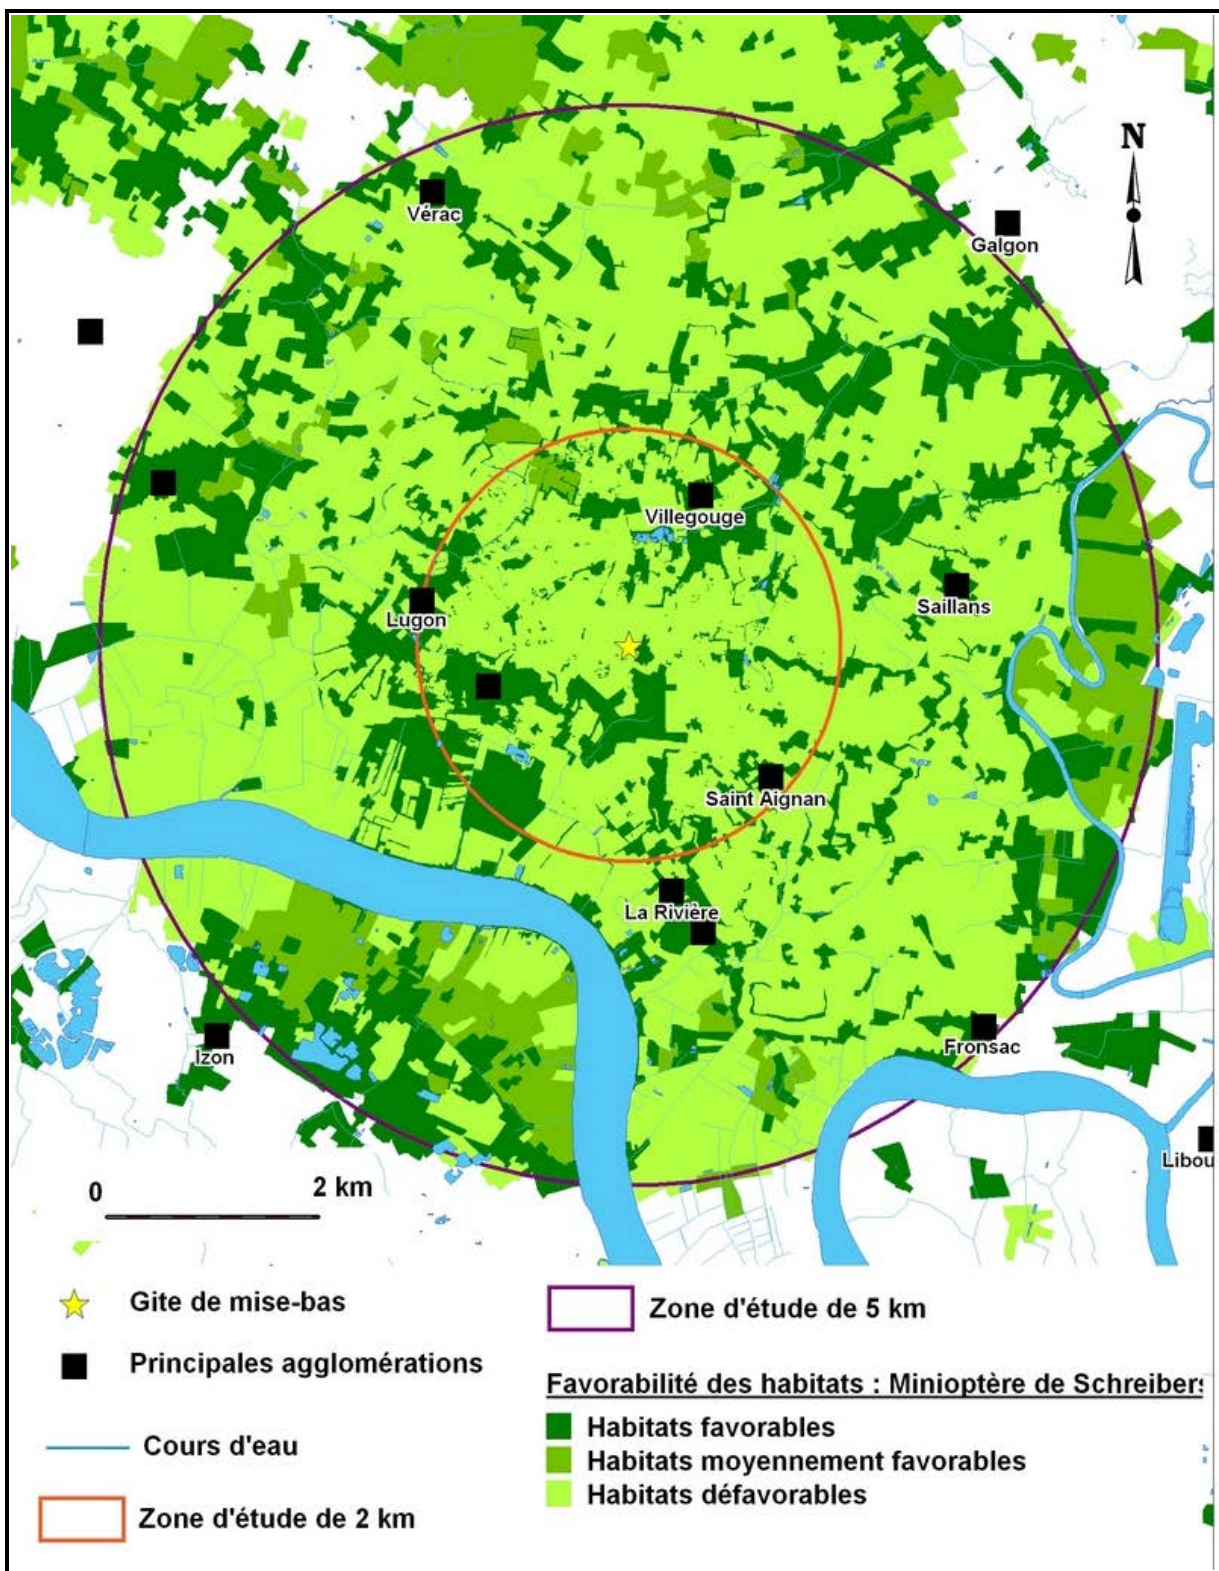 N
Vérac
Galgon
Villegouge
Saillans
Lugon
Saint Aignan
La Rivière
Izon
Fronsac
Libou
0 2 km
Gite de mise-bas
Principales agglomérations
Cours d'eau
Zone d'étude de 2 km
Zone d'étude de 5 km
Favorabilité des habitats : Minioptère de Schreibers
Habitats favorables
Habitats moyennement favorables
Habitats défavorables